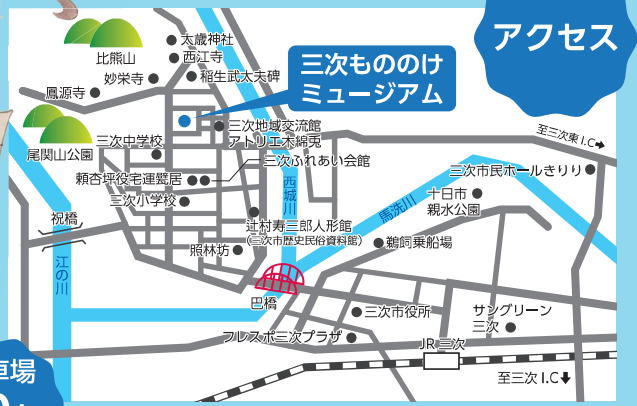 アクセス
太歳神社
西江寺
比熊山
稲生武太夫碑
妙栄寺
鳳源寺
三次もののけ
ミュージアム
尾関山公園
三次中学校
三次地域交流館
アトリエ木綿兎
至三次東I.C➡
三次ふれあい会館
三次市民ホールきりり
頼杏坪役宅運甓居
三次小学校
西城川
馬洗川
十日市
親水公園
祝橋
辻村寿三郎人形館
(三次市歴史民俗資料館)
照林坊
鵜飼乗船場
江の川
巴橋
三次市役所
サングリーン
三次
フレスポ三次プラザ
JR三次
車場
至三次I.C⬇